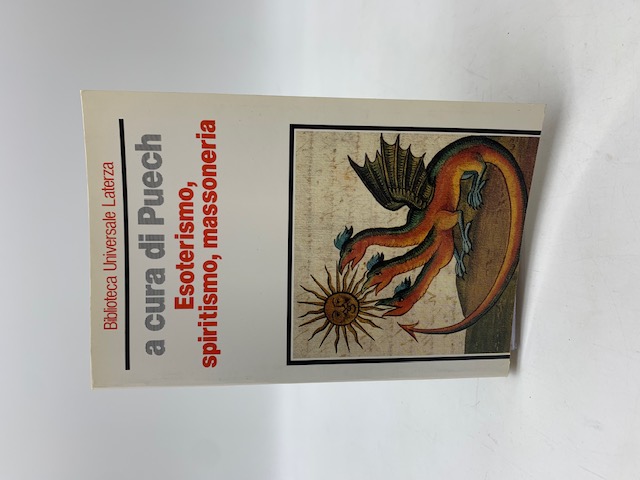 Biblioteca Universale Laterza
a cura di Puech
Esoterismo,
spiritismo, massoneria